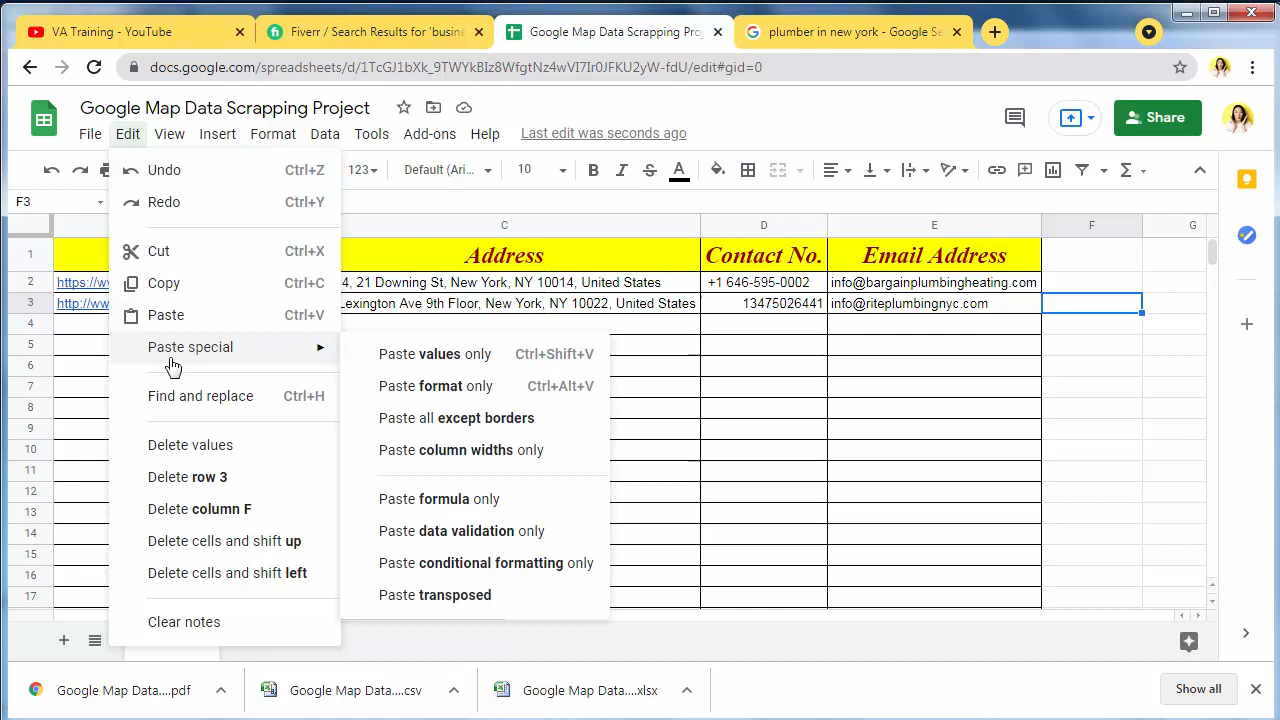 VA Training - YouTube
Fiverr / Search Results for 'busine
Google Map Data Scrapping Proj
plumber in new york - Google Se
docs.google.com/spreadsheets/d/1TcGJ1bXk_9TWYkBIz8WfgtNz4wVI7Ir0JFKU2yW-fdU/edit#gid=0
Google Map Data Scrapping Project
File Edit View Insert Format Data Tools Add-ons Help Last edit was seconds ago
Share
123 Default (Ari... 10 B I S A
F3
C D E F G
1 Address Contact No. Email Address
2 https://ww 4, 21 Downing St, New York, NY 10014, United States +1 646-595-0002 info@bargainplumbingheating.com
3 http://ww Lexington Ave 9th Floor, New York, NY 10022, United States 13475026441 info@riteplumbingnyc.com
4
5
6
7
8
9
10
11
12
13
14
15
16
17
Undo Ctrl+Z
Redo Ctrl+Y
Cut Ctrl+X
Copy Ctrl+C
Paste Ctrl+V
Paste special
Find and replace Ctrl+H
Delete values
Delete row 3
Delete column F
Delete cells and shift up
Delete cells and shift left
Clear notes
Paste values only Ctrl+Shift+V
Paste format only Ctrl+Alt+V
Paste all except borders
Paste column widths only
Paste formula only
Paste data validation only
Paste conditional formatting only
Paste transposed
Google Map Data....pdf
Google Map Data....csv
Google Map Data....xlsx
Show all